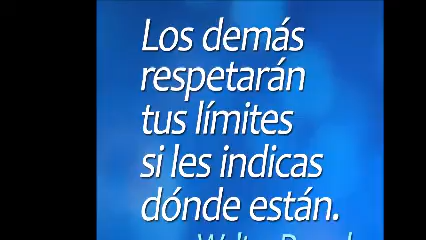 Los demás
respetarán
tus límites
si les indicas
dónde están.